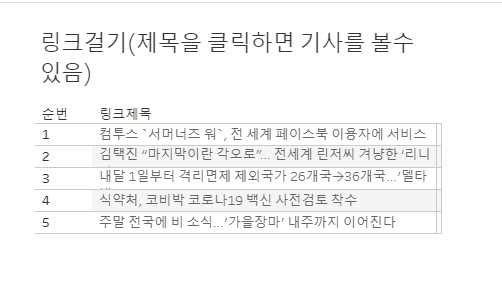 링크걸기(제목을 클릭하면 기사를 볼수
있음)
순번 링크제목
1 컴투스 `서머너즈 워`, 전 세계 페이스북 이용자에 서비스
2 김택진 “마지막이란 각오로”... 전세계 린저씨 겨냥한 ‘리니
3 내달 1일부터 격리면제 제외국가 26개국→36개국…’델타
4 식약처, 코비박 코로나19 백신 사전검토 착수
5 주말 전국에 비 소식…’가을장마’ 내주까지 이어진다